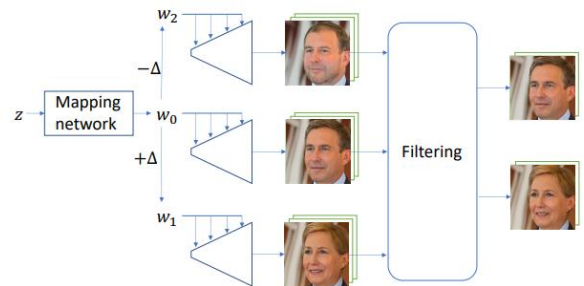 w₂
−Δ
z
Mapping
network
w₀
Filtering
+Δ
w₁